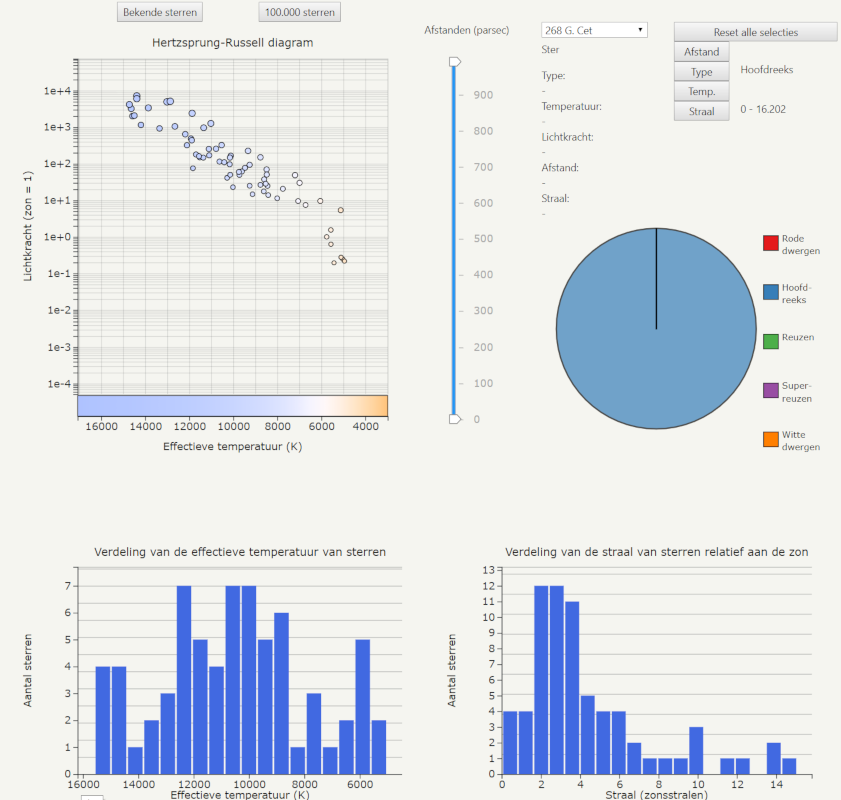 Bekende sterren
100.000 sterren
Hertzsprung-Russell diagram
Lichtkracht (zon = 1)
1e+4
1e+3
1e+2
1e+1
1e+0
1e-1
1e-2
1e-3
1e-4
16000 14000 12000 10000 8000 6000 4000
Effectieve temperatuur (K)
Afstanden (parsec)
900
800
700
600
500
400
300
200
100
0
268 G. Cet
Ster
Type:
-
Temperatuur:
-
Lichtkracht:
-
Afstand:
-
Straal:
-
Reset alle selecties
Afstand
Type
Hoofdreeks
Temp.
Straal
0 - 16.202
Rode
dwergen
Hoofd-
reeks
Reuzen
Super-
reuzen
Witte
dwergen
Verdeling van de effectieve temperatuur van sterren
Aantal sterren
7
6
5
4
3
2
1
0
16000 14000 12000 10000 8000 6000
Effectieve temperatuur (K)
Verdeling van de straal van sterren relatief aan de zon
Aantal sterren
13
12
11
10
9
8
7
6
5
4
3
2
1
0
0 2 4 6 8 10 12 14
Straal (zonsstralen)